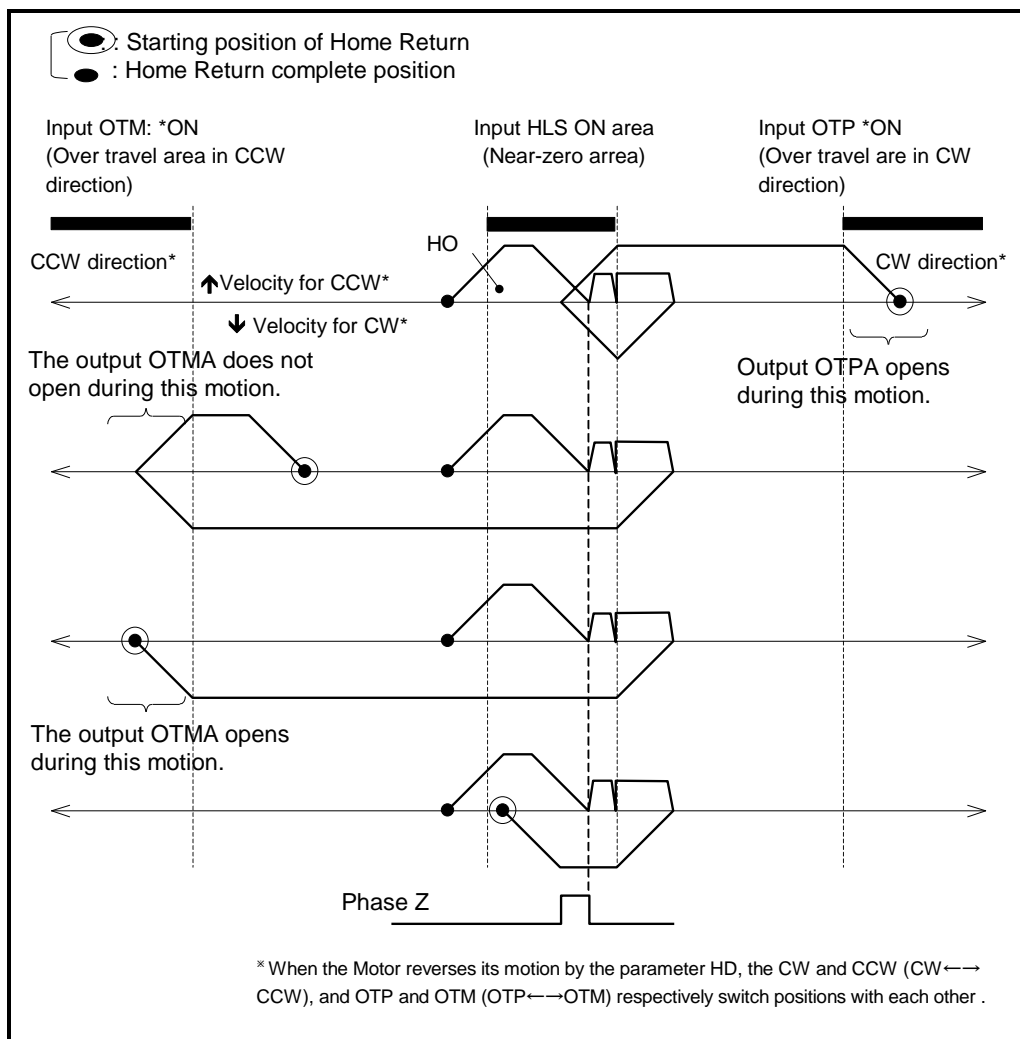 : Starting position of Home Return
: Home Return complete position
Input OTM: *ON
(Over travel area in CCW
direction)
Input HLS ON area
(Near-zero arrea)
Input OTP *ON
(Over travel are in CW
direction)
HO
CCW direction*
CW direction*
↑Velocity for CCW*
↓ Velocity for CW*
The output OTMA does not
open during this motion.
Output OTPA opens
during this motion.
The output OTMA opens
during this motion.
Phase Z
※ When the Motor reverses its motion by the parameter HD, the CW and CCW (CW←→
CCW), and OTP and OTM (OTP←→OTM) respectively switch positions with each other .